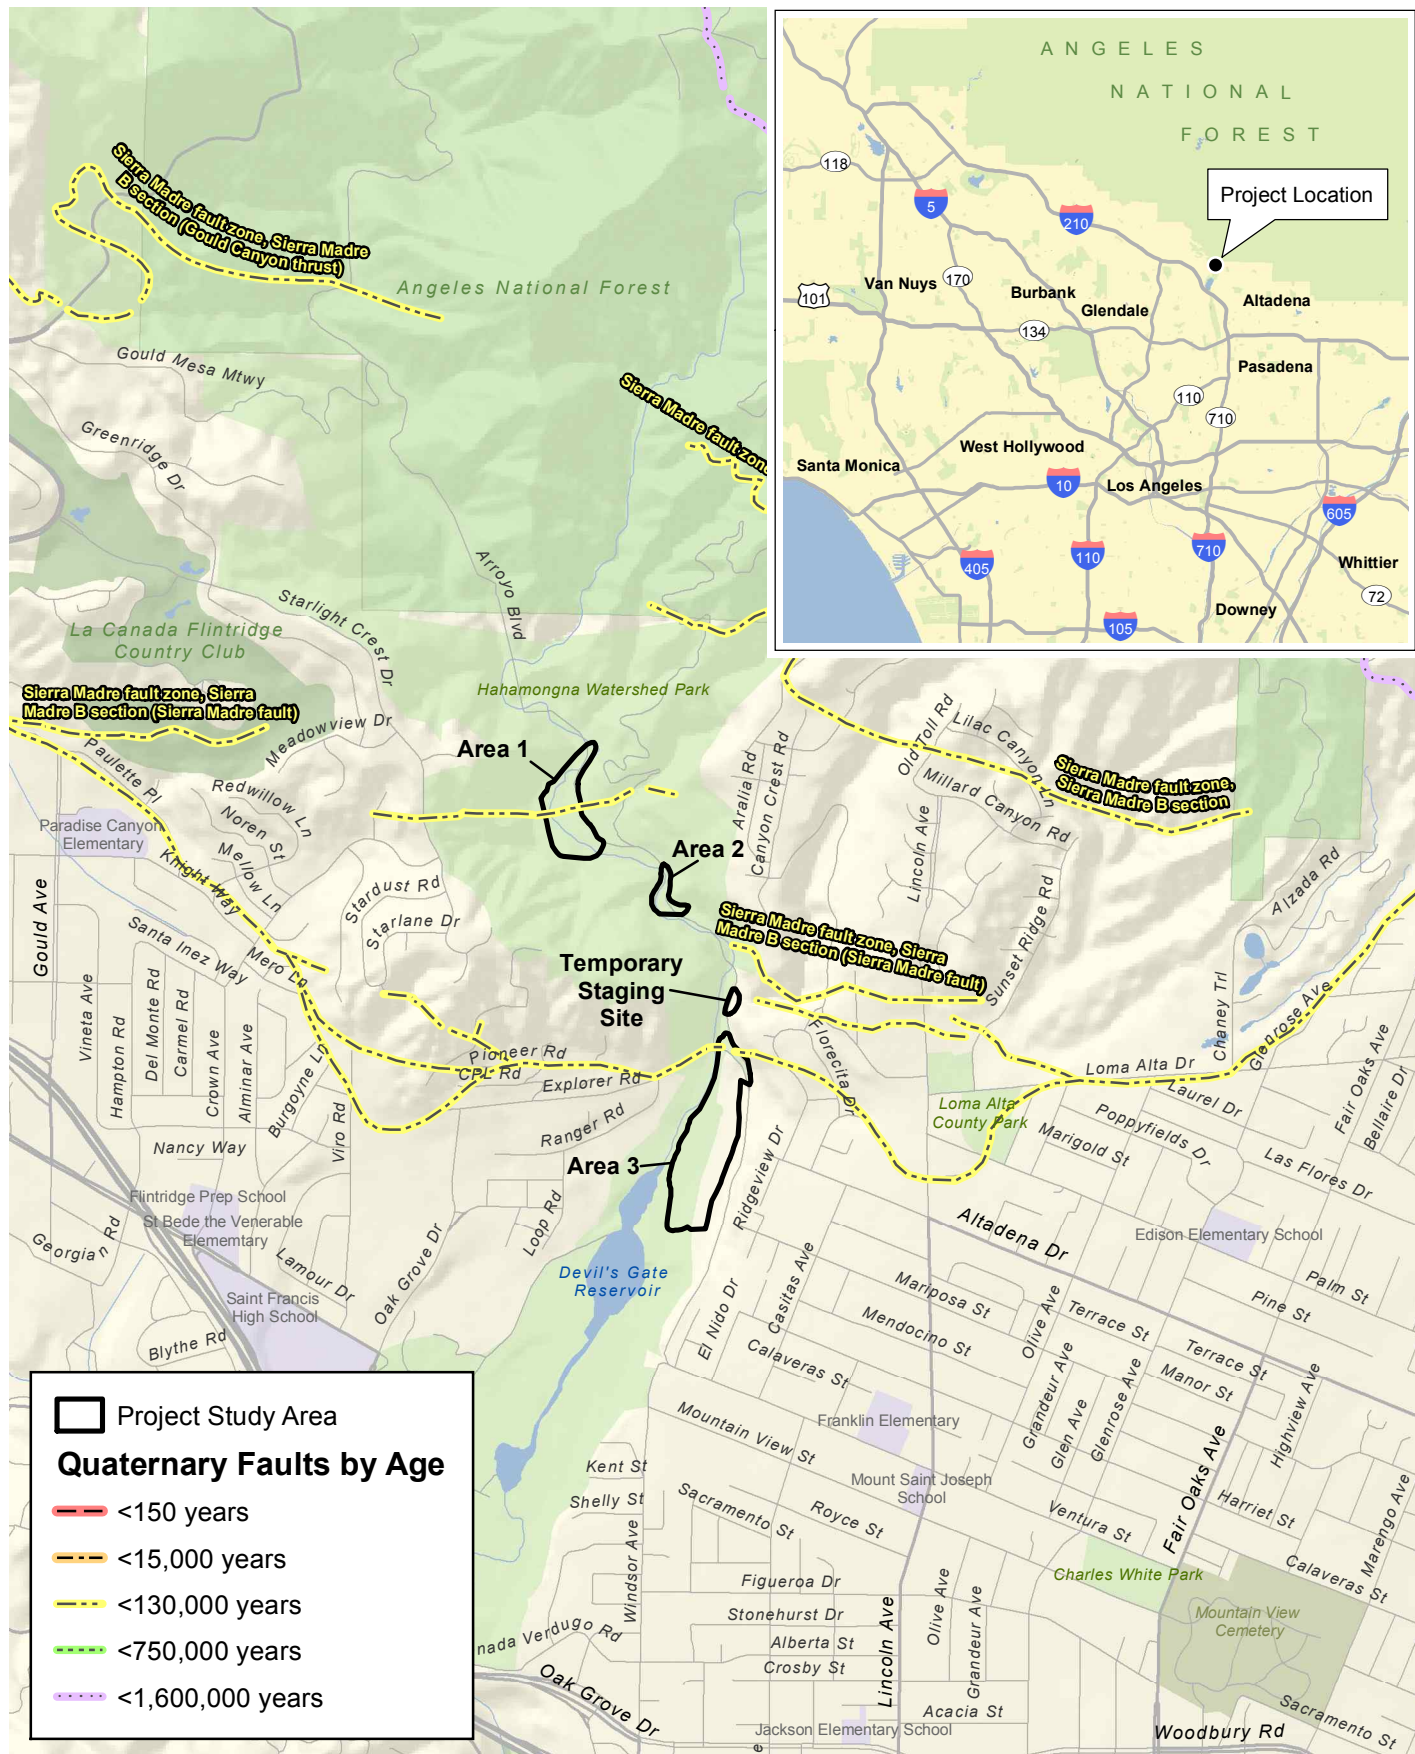 Sierra Madre fault zone, Sierra Madre
B section (Gould Canyon thrust)
Angeles National Forest
Gould Mesa Mtwy
Greenridge Dr
Sierra Madre fault zone
Arroyo Blvd
Starlight Crest Dr
La Canada Flintridge
Country Club
Hahamongna Watershed Park
Sierra Madre fault zone, Sierra
Madre B section (Sierra Madre fault)
Meadowview Dr
Area 1
Paulette Pl
Redwillow Ln
Noren St
Mellow Ln
Paradise Canyon
Elementary
Knight Way
Gould Ave
Stardust Rd
Starlane Dr
Santa Inez Way
Mero Ln
Area 2
Aralia Rd
Canyon Crest Rd
Old Toll Rd
Lilac Canyon Ln
Millard Canyon Rd
Lincoln Ave
Sierra Madre fault zone,
Sierra Madre B section
Sunset Ridge Rd
Alzada Rd
Chaney Trl
Glenrose Ave
Sierra Madre fault zone, Sierra
Madre B section (Sierra Madre fault)
Temporary
Staging
Site
Vineta Ave
Hampton Rd
Del Monte Rd
Carmel Rd
Crown Ave
Alminar Ave
Burgoyne Ln
Viro Rd
Nancy Way
Pioneer Rd
CPL Rd
Explorer Rd
Ranger Rd
Loop Rd
Area 3
Florecita Dr
Ridgeview Dr
Loma Alta Dr
Loma Alta
County Park
Laurel Dr
Poppyfields Dr
Marigold St
Las Flores Dr
Fair Oaks Ave
Bellaire Dr
Flintridge Prep School
St Bede the Venerable
Elememtary
Georgian Rd
Lamour Dr
Oak Grove Dr
Saint Francis
High School
Blythe Rd
Devil's Gate
Reservoir
El Nido Dr
Casitas Ave
Calaveras St
Altadena Dr
Edison Elementary School
Mariposa St
Mendocino St
Olive Ave
Terrace St
Palm St
Pine St
Terrace St
Manor St
Grandeur Ave
Glen Ave
Glenrose Ave
Highview Ave
Franklin Elementary
Mountain View St
Mount Saint Joseph
School
Kent St
Shelly St
Sacramento St
Royce St
Ventura St
Fair Oaks Ave
Harriet St
Marengo Ave
Calaveras St
Windsor Ave
Figueroa Dr
Stonehurst Dr
Alberta St
Crosby St
Lincoln Ave
Olive Ave
Grandeur Ave
Charles White Park
Mountain View
Cemetery
nada Verdugo Rd
Oak Grove Dr
Acacia St
Jackson Elementary School
Sacramento St
Woodbury Rd
e
Project Study Area
Quaternary Faults by Age
<150 years
<15,000 years
<130,000 years
<750,000 years
<1,600,000 years
ANGELES
NATIONAL
FOREST
Project Location
118
5
210
170
101
134
Van Nuys
Burbank
Glendale
Altadena
Pasadena
110
710
West Hollywood
Santa Monica
10
Los Angeles
605
405
110
710
Whittier
72
Downey
105